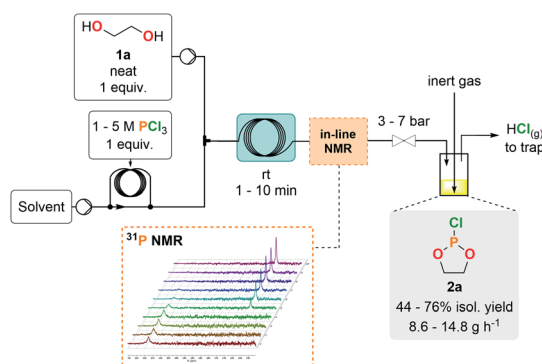 HO
OH
1a
neat
1 equiv.
1 - 5 M PCl₃
1 equiv.
Solvent
rt
1 - 10 min
in-line
NMR
3 - 7 bar
inert gas
HCl(g)
to trap
³¹P NMR
Cl
P
O O
2a
44 - 76% isol. yield
8.6 - 14.8 g h⁻¹